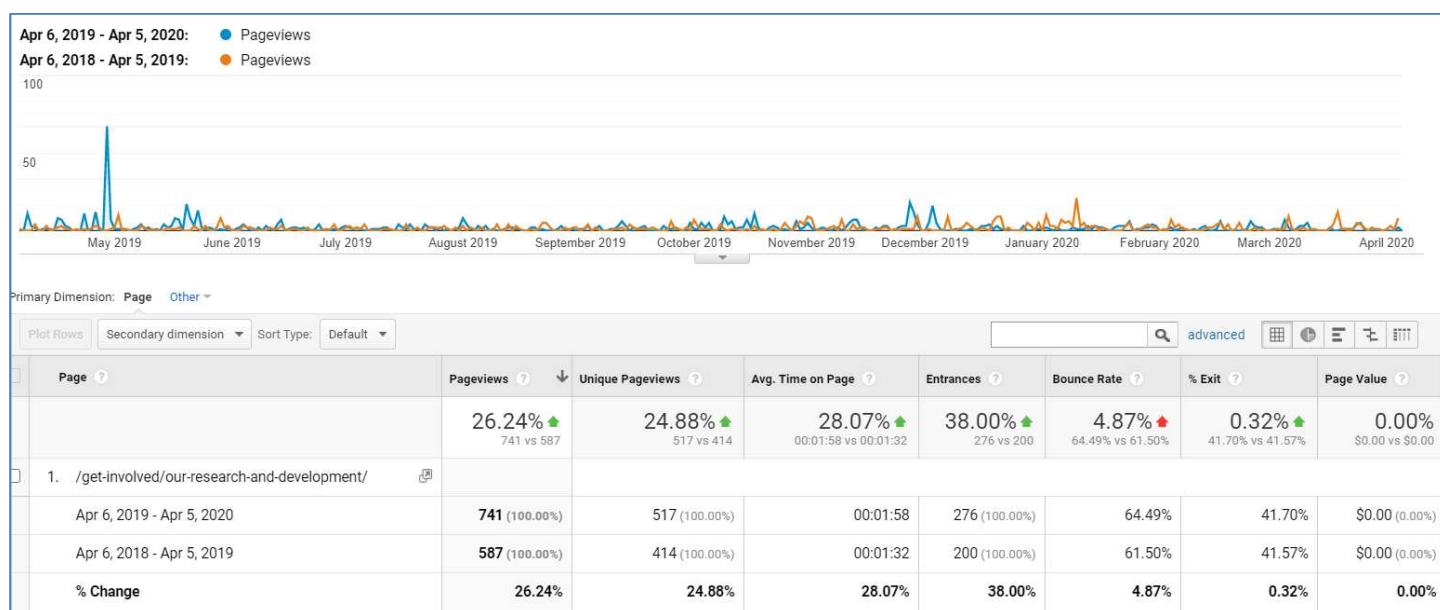 Apr 6, 2019 - Apr 5, 2020: Pageviews
Apr 6, 2018 - Apr 5, 2019: Pageviews
100
50
May 2019 June 2019 July 2019 August 2019 September 2019 October 2019 November 2019 December 2019 January 2020 February 2020 March 2020 April 2020
Primary Dimension: Page Other
Plot Rows Secondary dimension Sort Type: Default advanced
Page ? Pageviews ? Unique Pageviews ? Avg. Time on Page ? Entrances ? Bounce Rate ? % Exit ? Page Value ?
26.24% 24.88% 28.07% 38.00% 4.87% 0.32% 0.00%
741 vs 587 517 vs 414 00:01:58 vs 00:01:32 276 vs 200 64.49% vs 61.50% 41.70% vs 41.57% $0.00 vs $0.00
1. /get-involved/our-research-and-development/
Apr 6, 2019 - Apr 5, 2020 741 (100.00%) 517 (100.00%) 00:01:58 276 (100.00%) 64.49% 41.70% $0.00 (0.00%)
Apr 6, 2018 - Apr 5, 2019 587 (100.00%) 414 (100.00%) 00:01:32 200 (100.00%) 61.50% 41.57% $0.00 (0.00%)
% Change 26.24% 24.88% 28.07% 38.00% 4.87% 0.32% 0.00%